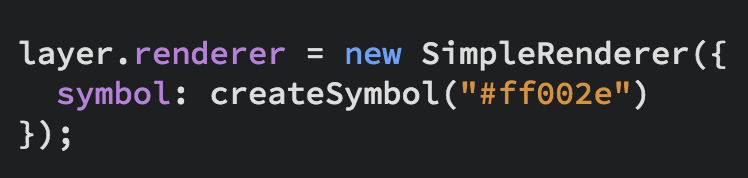 layer.renderer = new SimpleRenderer({
  symbol: createSymbol("#ff002e")
});